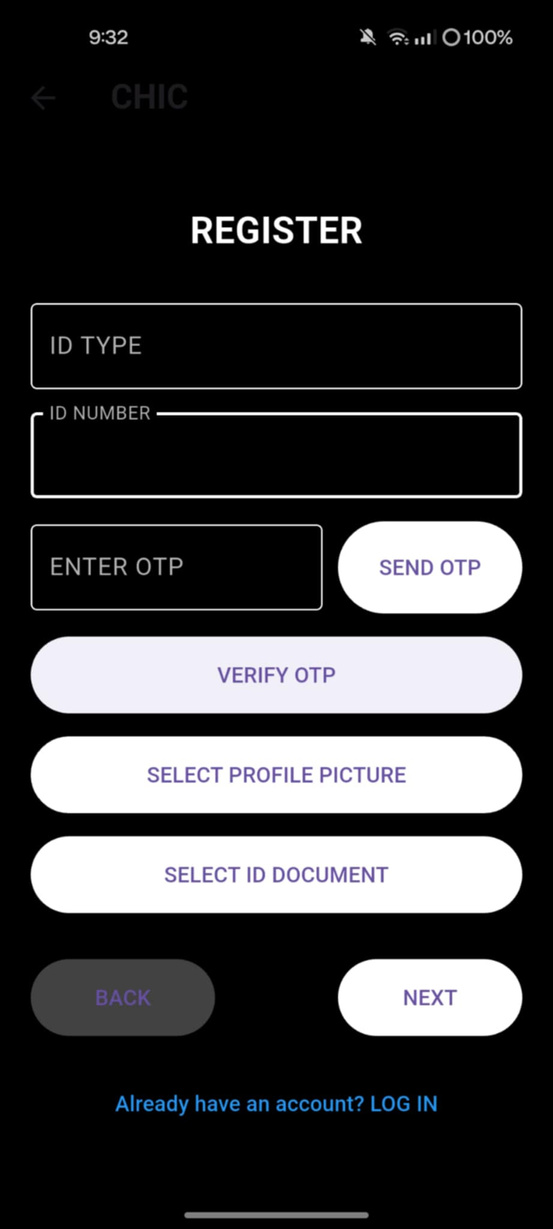 9:32
100%
CHIC
REGISTER
ID TYPE
ID NUMBER
ENTER OTP
SEND OTP
VERIFY OTP
SELECT PROFILE PICTURE
SELECT ID DOCUMENT
BACK
NEXT
Already have an account? LOG IN